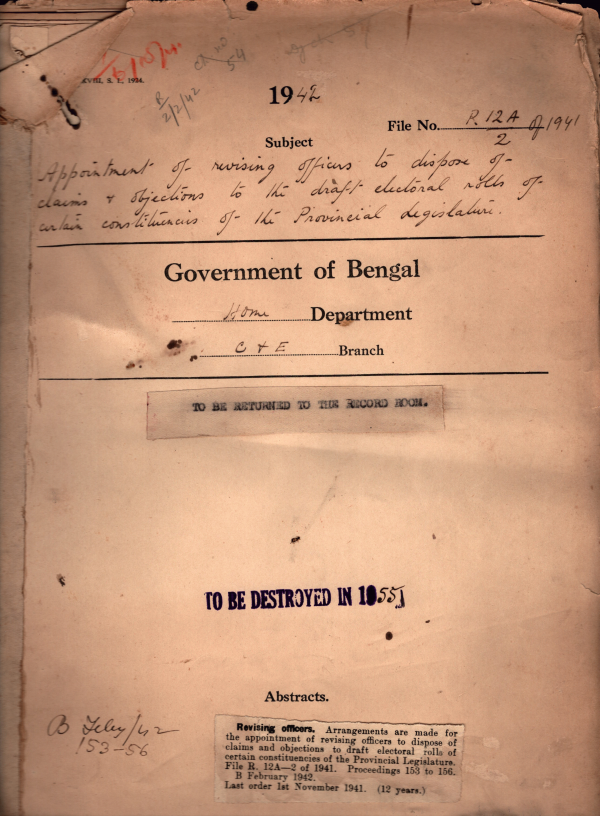 1942
File No. R. 12A/2 of 1941
Subject
Appointment of revising officers to dispose of
claims & objections to the draft electoral rolls of
certain constituencies of the Provincial Legislature.
Government of Bengal
Home Department
C & E Branch
TO BE RETURNED TO THE RECORD ROOM.
TO BE DESTROYED IN 1955
Abstracts.
B Feby/42
153-56
Revising officers. Arrangements are made for
the appointment of revising officers to dispose of
claims and objections to draft electoral rolls of
certain constituencies of the Provincial Legislature.
File R. 12A—2 of 1941. Proceedings 153 to 156.
B February 1942.
Last order 1st November 1941. (12 years.)